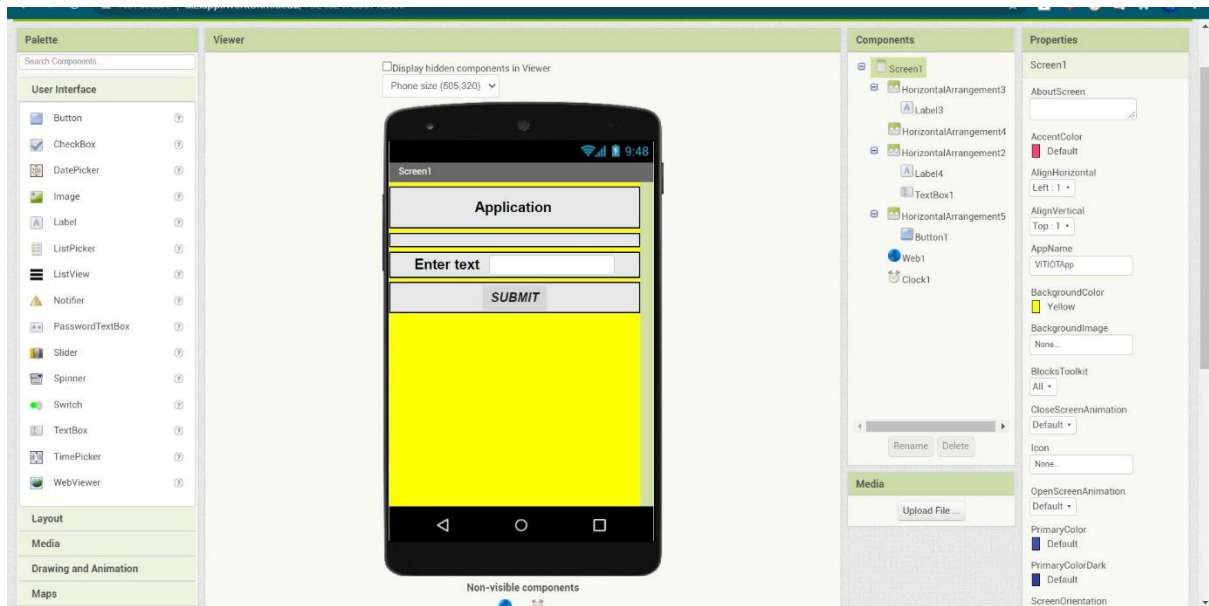 Palette
Search Components...
User Interface
Button
CheckBox
DatePicker
Image
Label
ListPicker
ListView
Notifier
PasswordTextBox
Slider
Spinner
Switch
TextBox
TimePicker
WebViewer
Layout
Media
Drawing and Animation
Maps
Viewer
Display hidden components in Viewer
Phone size (505,320)
9:48
Screen1
Application
Enter text
SUBMIT
Non-visible components
Components
Screen1
HorizontalArrangement3
Label3
HorizontalArrangement4
HorizontalArrangement2
Label4
TextBox1
HorizontalArrangement5
Button1
Web1
Clock1
Rename Delete
Media
Upload File ...
Properties
Screen1
AboutScreen
AccentColor
Default
AlignHorizontal
Left : 1
AlignVertical
Top : 1
AppName
VITIOTApp
BackgroundColor
Yellow
BackgroundImage
None...
BlocksToolkit
All
CloseScreenAnimation
Default
Icon
None...
OpenScreenAnimation
Default
PrimaryColor
Default
PrimaryColorDark
Default
ScreenOrientation